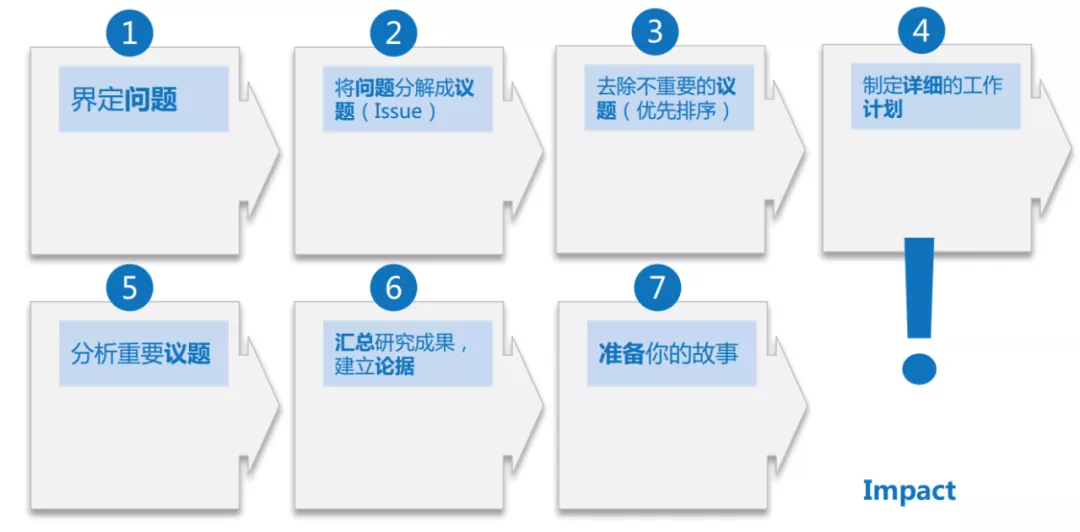 1
界定问题
2
将问题分解成议
题（Issue）
3
去除不重要的议
题（优先排序）
4
制定详细的工作
计划
5
分析重要议题
6
汇总研究成果，
建立论据
7
准备你的故事
!
Impact